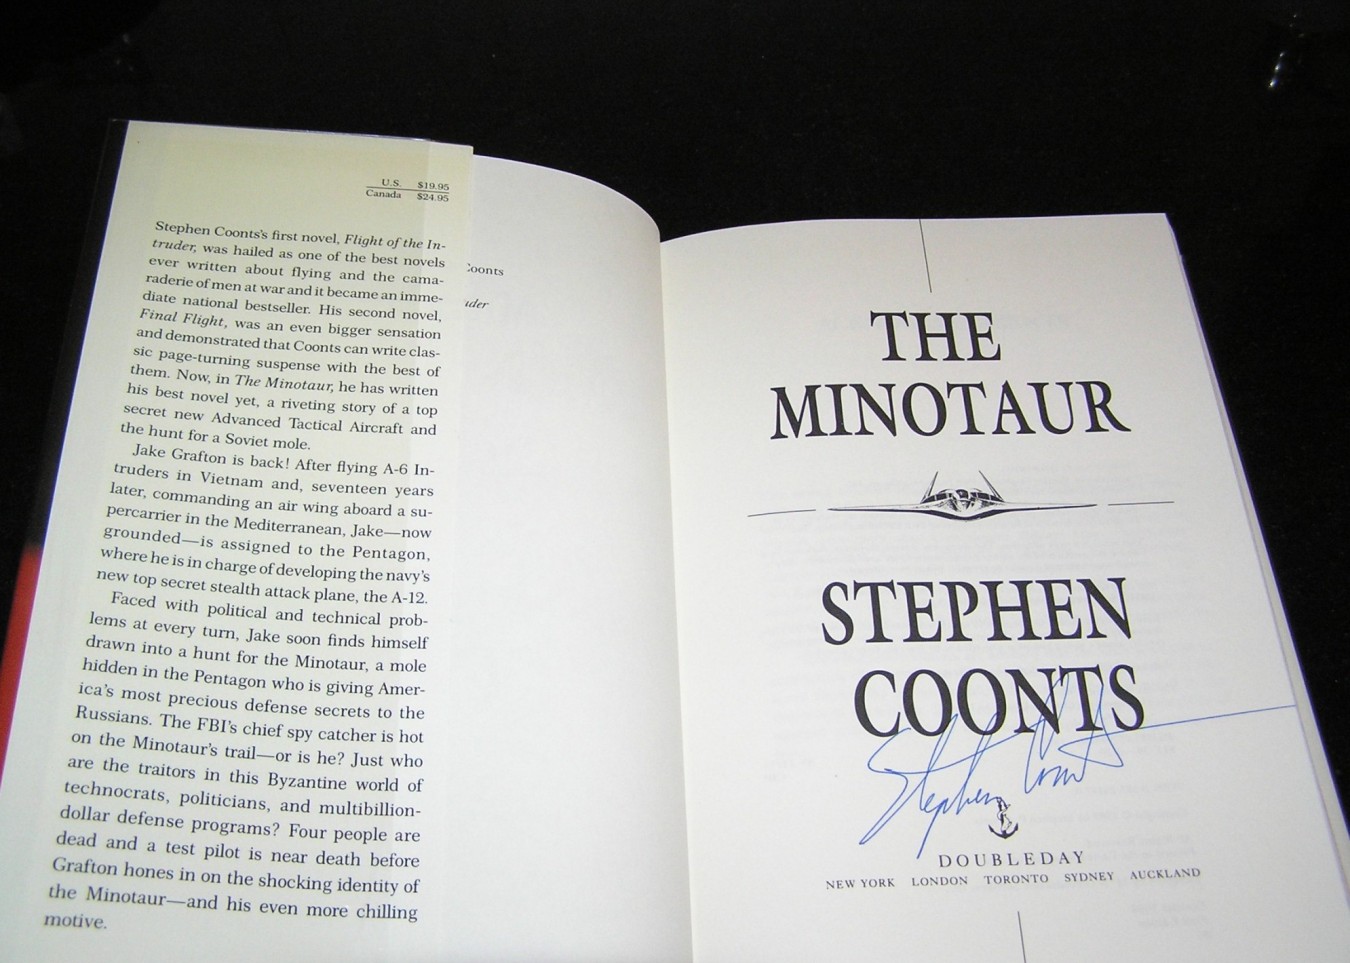 U.S. $19.95
Canada $24.95
Stephen Coonts's first novel, Flight of the In-
truder, was hailed as one of the best novels
ever written about flying and the cama-
raderie of men at war and it became an imme-
diate national bestseller. His second novel,
Final Flight, was an even bigger sensation
and demonstrated that Coonts can write clas-
sic page-turning suspense with the best of
them. Now, in The Minotaur, he has written
his best novel yet, a riveting story of a top
secret new Advanced Tactical Aircraft and
the hunt for a Soviet mole.
Jake Grafton is back! After flying A-6 In-
truders in Vietnam and, seventeen years
later, commanding an air wing aboard a su-
percarrier in the Mediterranean, Jake—now
grounded—is assigned to the Pentagon,
where he is in charge of developing the navy's
new top secret stealth attack plane, the A-12.
Faced with political and technical prob-
lems at every turn, Jake soon finds himself
drawn into a hunt for the Minotaur, a mole
hidden in the Pentagon who is giving Amer-
ica's most precious defense secrets to the
Russians. The FBI's chief spy catcher is hot
on the Minotaur's trail—or is he? Just who
are the traitors in this Byzantine world of
technocrats, politicians, and multibillion-
dollar defense programs? Four people are
dead and a test pilot is near death before
Grafton hones in on the shocking identity of
the Minotaur—and his even more chilling
motive.
Coonts
uder
THE
MINOTAUR
STEPHEN
COONTS
Stephen Coonts
DOUBLEDAY
NEW YORK LONDON TORONTO SYDNEY AUCKLAND